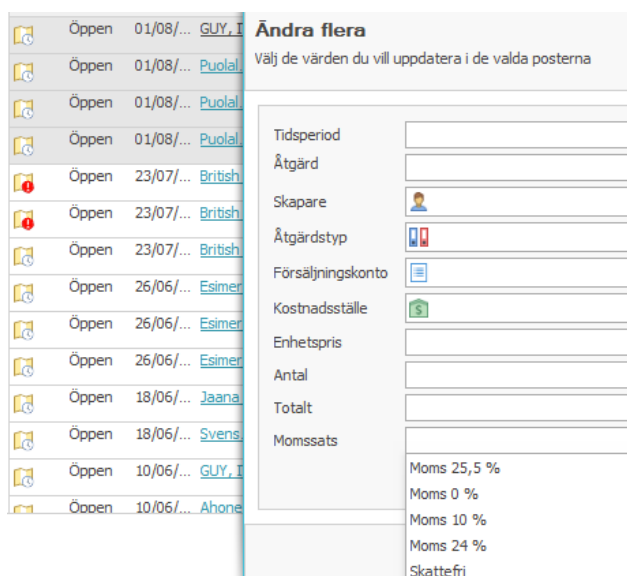 Öppen 01/08/... GUY, I
Öppen 01/08/... Puolal,
Öppen 01/08/... Puolal,
Öppen 01/08/... Puolal,
Öppen 23/07/... British
Öppen 23/07/... British
Öppen 23/07/... British
Öppen 26/06/... Esimer
Öppen 26/06/... Esimer
Öppen 26/06/... Esimer
Öppen 18/06/... Jaana
Öppen 18/06/... Svens
Öppen 10/06/... GUY, I
Öppen 10/06/... Ahone
Ändra flera
Välj de värden du vill uppdatera i de valda posterna
Tidsperiod
Åtgärd
Skapare
Åtgärdstyp
Försäljningskonto
Kostnadsställe
Enhetspris
Antal
Totalt
Momssats
Moms 25,5 %
Moms 0 %
Moms 10 %
Moms 24 %
Skattefri